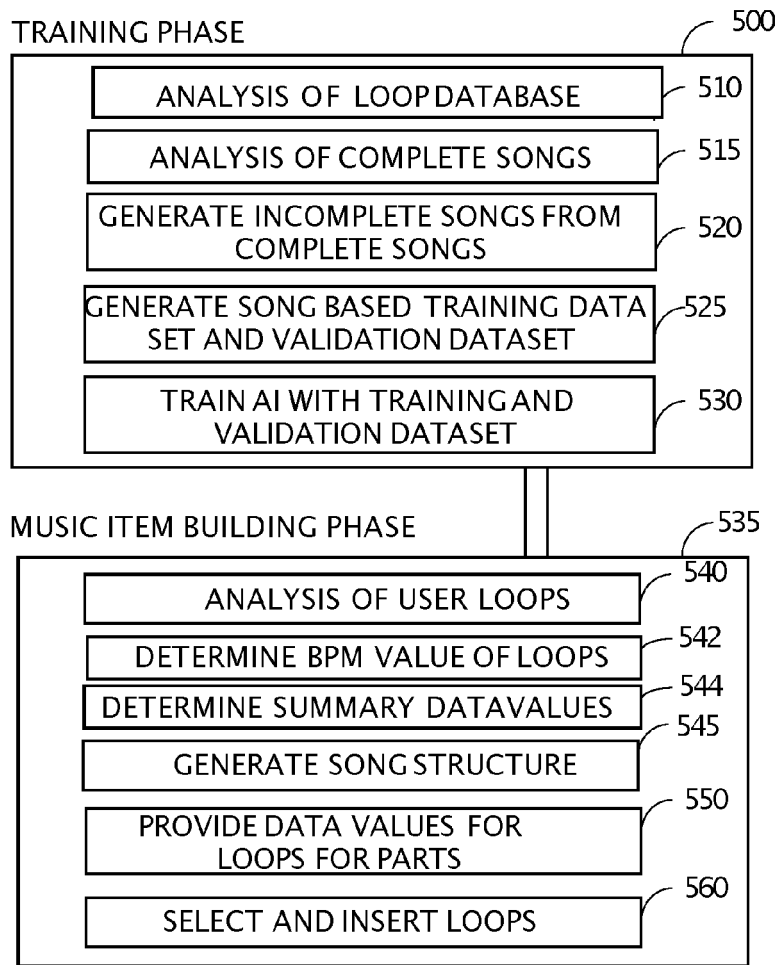 TRAINING PHASE
500
ANALYSIS OF LOOP DATABASE
510
ANALYSIS OF COMPLETE SONGS
515
GENERATE INCOMPLETE SONGS FROM
COMPLETE SONGS
520
GENERATE SONG BASED TRAINING DATA
SET AND VALIDATION DATASET
525
TRAIN AI WITH TRAINING AND
VALIDATION DATASET
530
MUSIC ITEM BUILDING PHASE
535
ANALYSIS OF USER LOOPS
540
DETERMINE BPM VALUE OF LOOPS
542
DETERMINE SUMMARY DATA VALUES
544
GENERATE SONG STRUCTURE
545
PROVIDE DATA VALUES FOR
LOOPS FOR PARTS
550
SELECT AND INSERT LOOPS
560